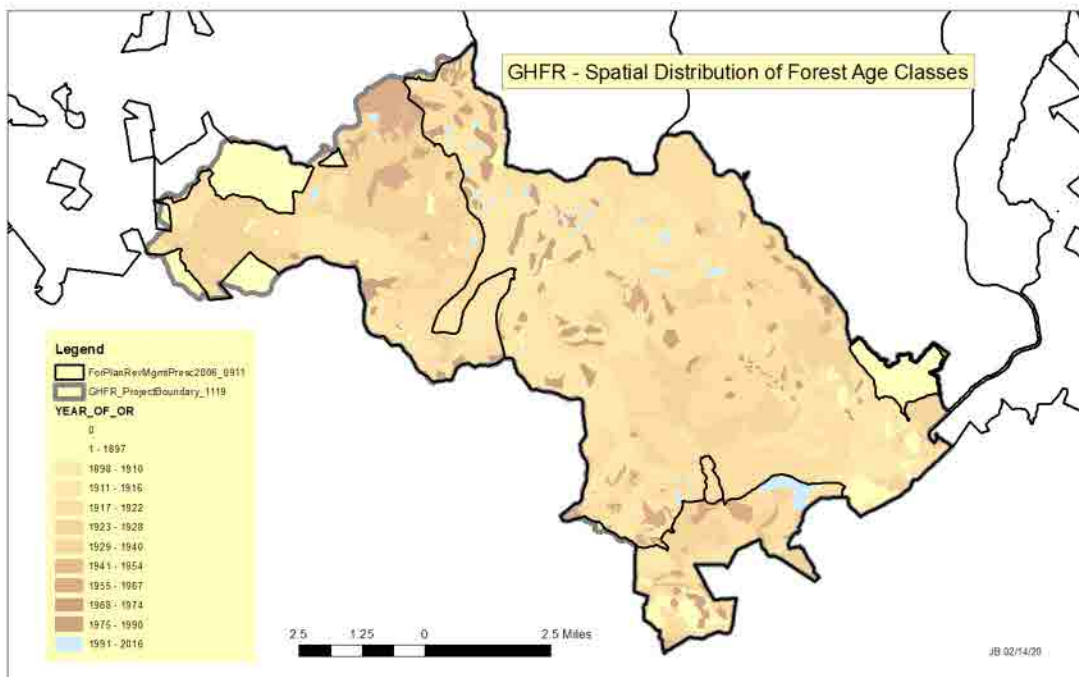 GHFR - Spatial Distribution of Forest Age Classes
Legend
ForPlanRevMgmtPresc2006_0911
GHFR_ProjectBoundary_1119
YEAR_OF_OR
0
1 - 1897
1898 - 1910
1911 - 1916
1917 - 1922
1923 - 1928
1929 - 1940
1941 - 1954
1955 - 1967
1968 - 1974
1975 - 1990
1991 - 2016
2.5 1.25 0 2.5 Miles
JB 02/14/20